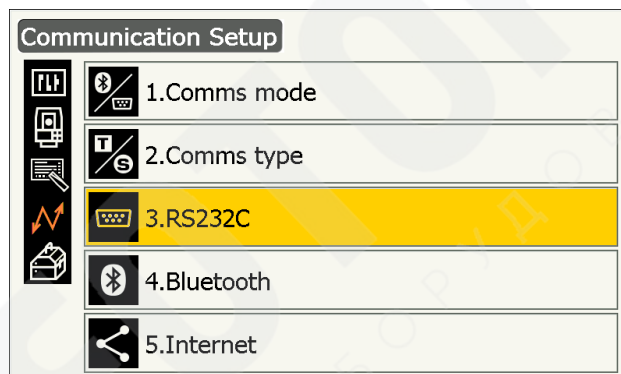 Communication Setup
1.Comms mode
T
S
2.Comms type
3.RS232C
4.Bluetooth
5.Internet